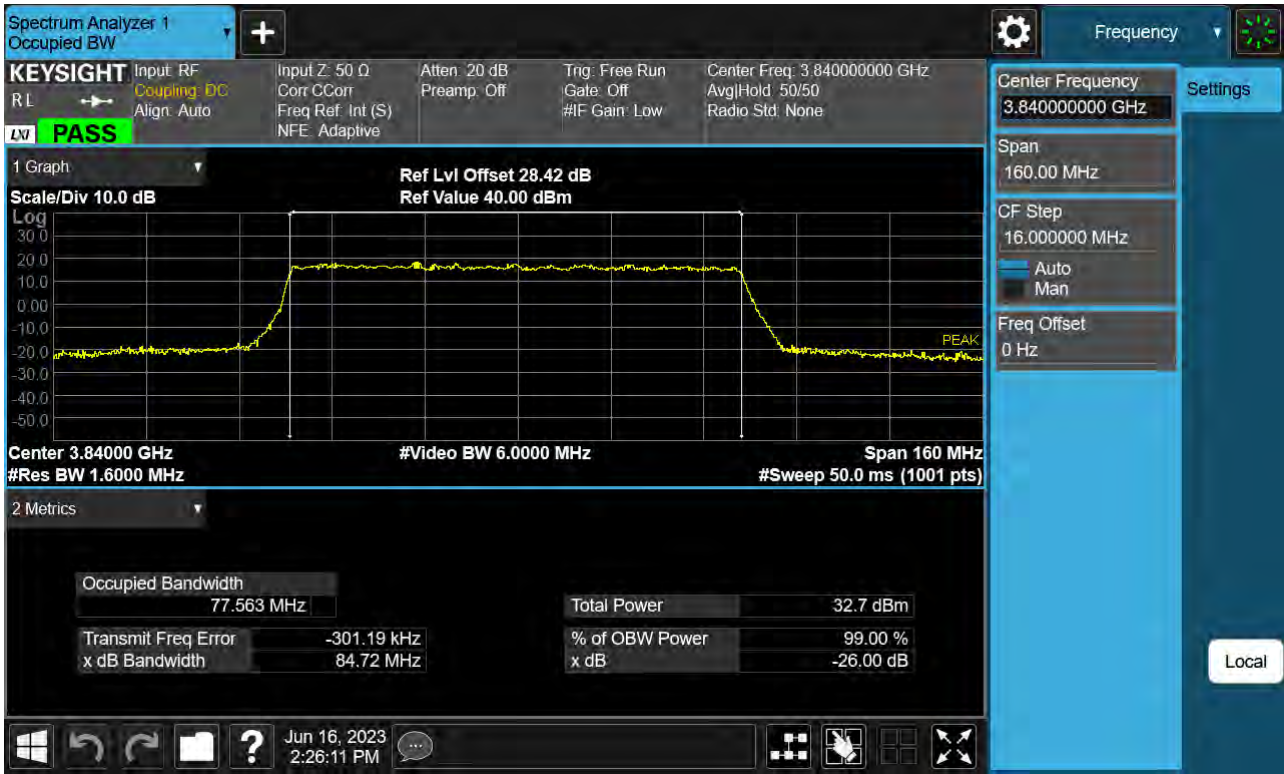 Spectrum Analyzer 1
Occupied BW
Frequency
KEYSIGHT
RL
LXI
PASS
Input: RF
Coupling: DC
Align: Auto
Input Z: 50 Ω
Corr CCorr
Freq Ref: Int (S)
NFE: Adaptive
Atten: 20 dB
Preamp: Off
Trig: Free Run
Gate: Off
#IF Gain: Low
Center Freq: 3.840000000 GHz
Avg|Hold: 50/50
Radio Std: None
Center Frequency
3.840000000 GHz
Settings
Span
160.00 MHz
CF Step
16.000000 MHz
Auto
Man
Freq Offset
0 Hz
Local
1 Graph
Scale/Div 10.0 dB
Ref Lvl Offset 28.42 dB
Ref Value 40.00 dBm
Log
30.0
20.0
10.0
0.00
-10.0
-20.0
-30.0
-40.0
-50.0
PEAK
Center 3.84000 GHz
#Video BW 6.0000 MHz
Span 160 MHz
#Res BW 1.6000 MHz
#Sweep 50.0 ms (1001 pts)
2 Metrics
Occupied Bandwidth
77.563 MHz
Total Power 32.7 dBm
Transmit Freq Error -301.19 kHz
% of OBW Power 99.00 %
x dB Bandwidth 84.72 MHz
x dB -26.00 dB
?
Jun 16, 2023
2:26:11 PM